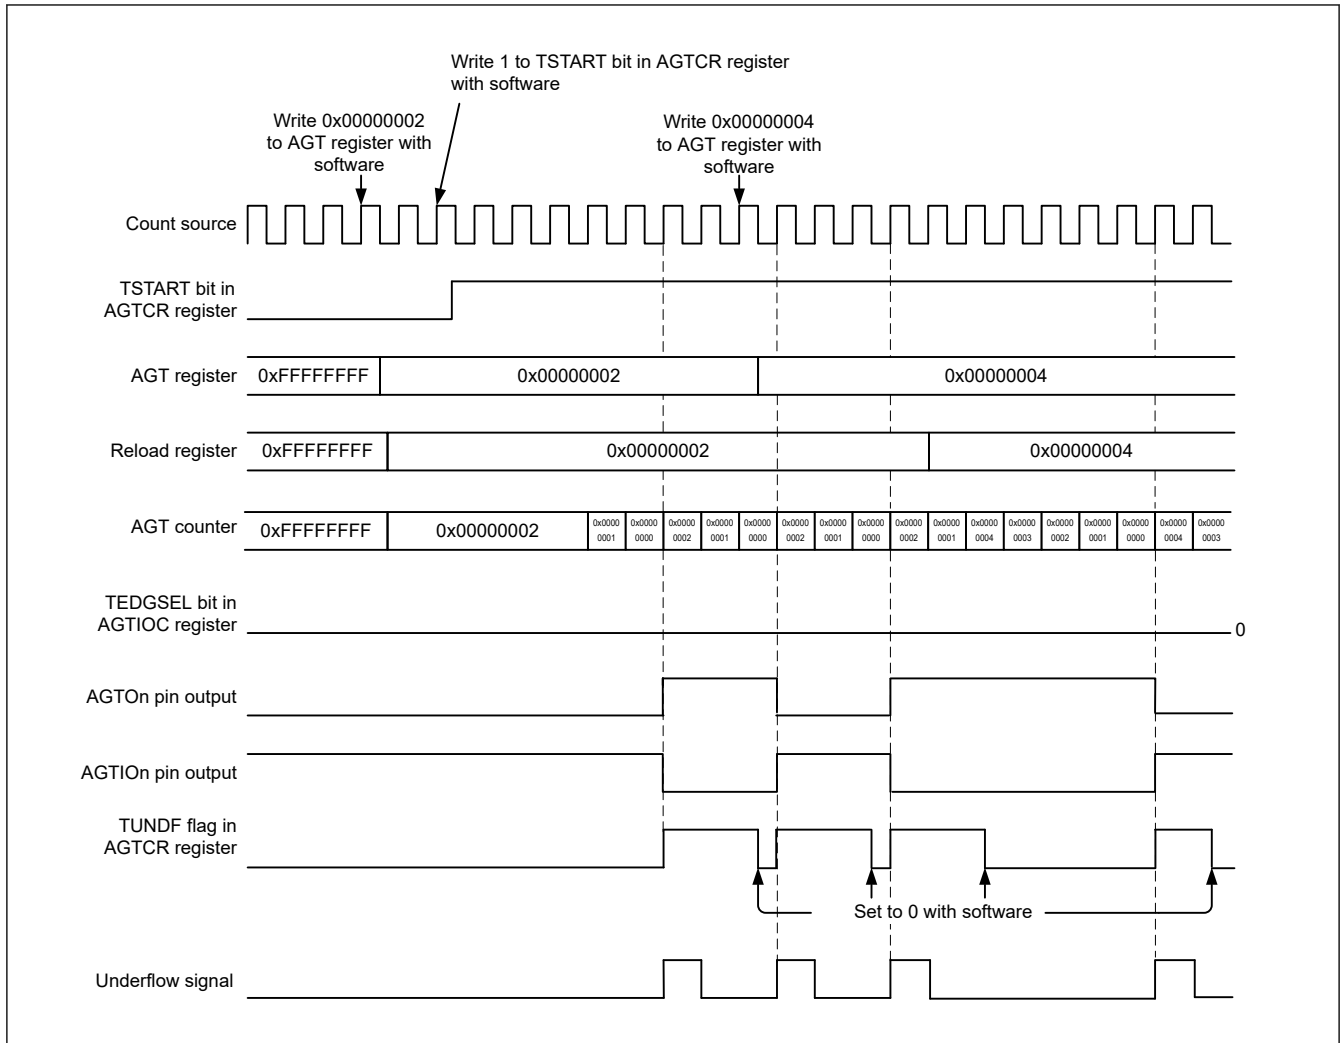 Write 1 to TSTART bit in AGTCR register
with software
Write 0x00000002
to AGT register with
software
Write 0x00000004
to AGT register with
software
Count source
TSTART bit in
AGTCR register
AGT register
0xFFFFFFFF
0x00000002
0x00000004
Reload register
0xFFFFFFFF
0x00000002
0x00000004
AGT counter
0xFFFFFFFF
0x00000002
0x0000
0001
0x0000
0000
0x0000
0002
0x0000
0001
0x0000
0000
0x0000
0002
0x0000
0001
0x0000
0000
0x0000
0002
0x0000
0001
0x0000
0004
0x0000
0003
0x0000
0002
0x0000
0001
0x0000
0000
0x0000
0004
0x0000
0003
TEDGSEL bit in
AGTIOC register
0
AGTOn pin output
AGTIOn pin output
TUNDF flag in
AGTCR register
Set to 0 with software
Underflow signal